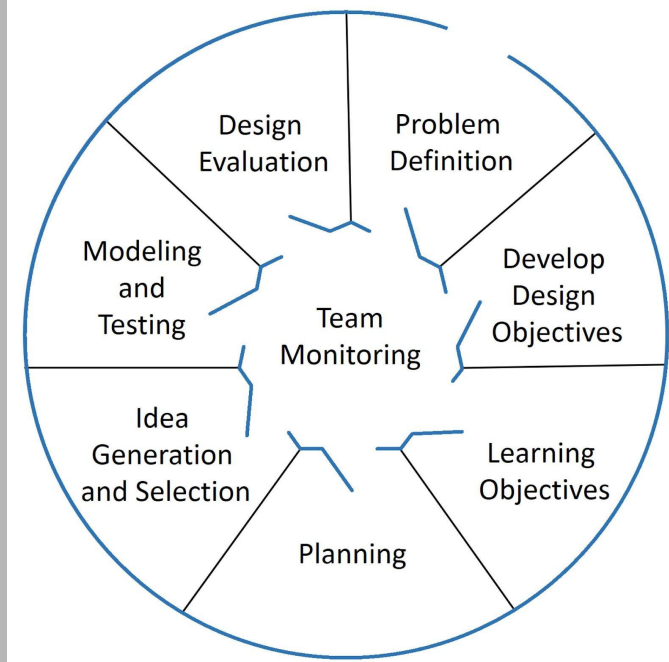 Problem
Definition
Develop
Design
Objectives
Learning
Objectives
Planning
Idea
Generation
and Selection
Modeling
and
Testing
Design
Evaluation
Team
Monitoring